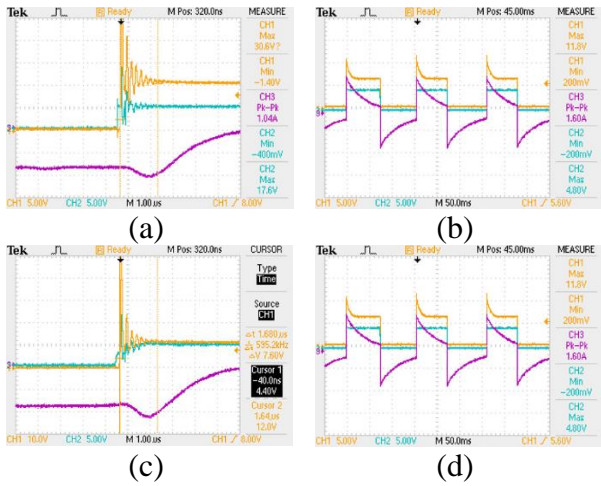 Tek Ready M Pos: 320.0ns MEASURE
CH1
Max
30.6V?
CH1
Min
-1.40V
CH3
Pk-Pk
1.04A
CH2
Min
-400mV
CH2
Max
17.6V
CH1 5.00V CH2 5.00V M 1.00µs CH1 / 8.00V
(a)
Tek Ready M Pos: 45.00ms MEASURE
CH1
Max
11.8V
CH1
Min
200mV
CH3
Pk-Pk
1.60A
CH2
Min
-200mV
CH2
Max
4.80V
CH1 5.00V CH2 5.00V M 50.0ms CH1 / 5.60V
(b)
Tek Ready M Pos: 320.0ns CURSOR
Type
Time
Source
CH1
Δt 1.680µs
595.2kHz
ΔV 7.60V
Cursor 1
-40.0ns
4.40V
Cursor 2
1.64µs
12.0V
CH1 10.0V CH2 5.00V M 1.00µs CH1 / 8.00V
(c)
Tek Ready M Pos: 45.00ms MEASURE
CH1
Max
11.8V
CH1
Min
200mV
CH3
Pk-Pk
1.60A
CH2
Min
-200mV
CH2
Max
4.80V
CH1 5.00V CH2 5.00V M 50.0ms CH1 / 5.60V
(d)